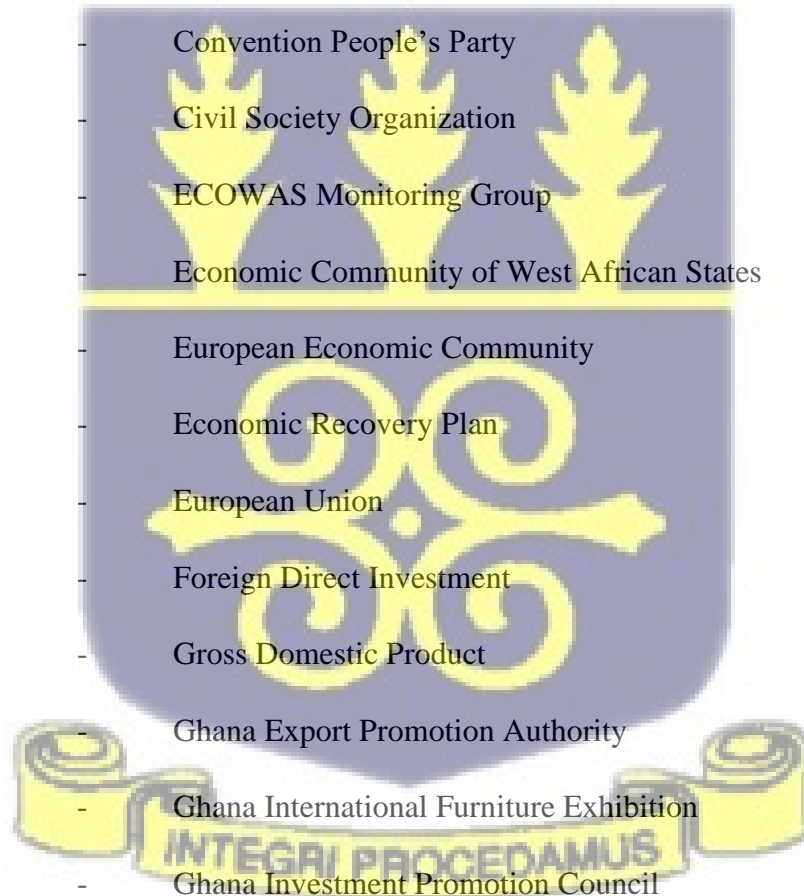 - Convention People’s Party
- Civil Society Organization
- ECOWAS Monitoring Group
- Economic Community of West African States
- European Economic Community
- Economic Recovery Plan
- European Union
- Foreign Direct Investment
- Gross Domestic Product
- Ghana Export Promotion Authority
- Ghana International Furniture Exhibition
INTEGRI PROCEDAMUS
- Ghana Investment Promotion Council